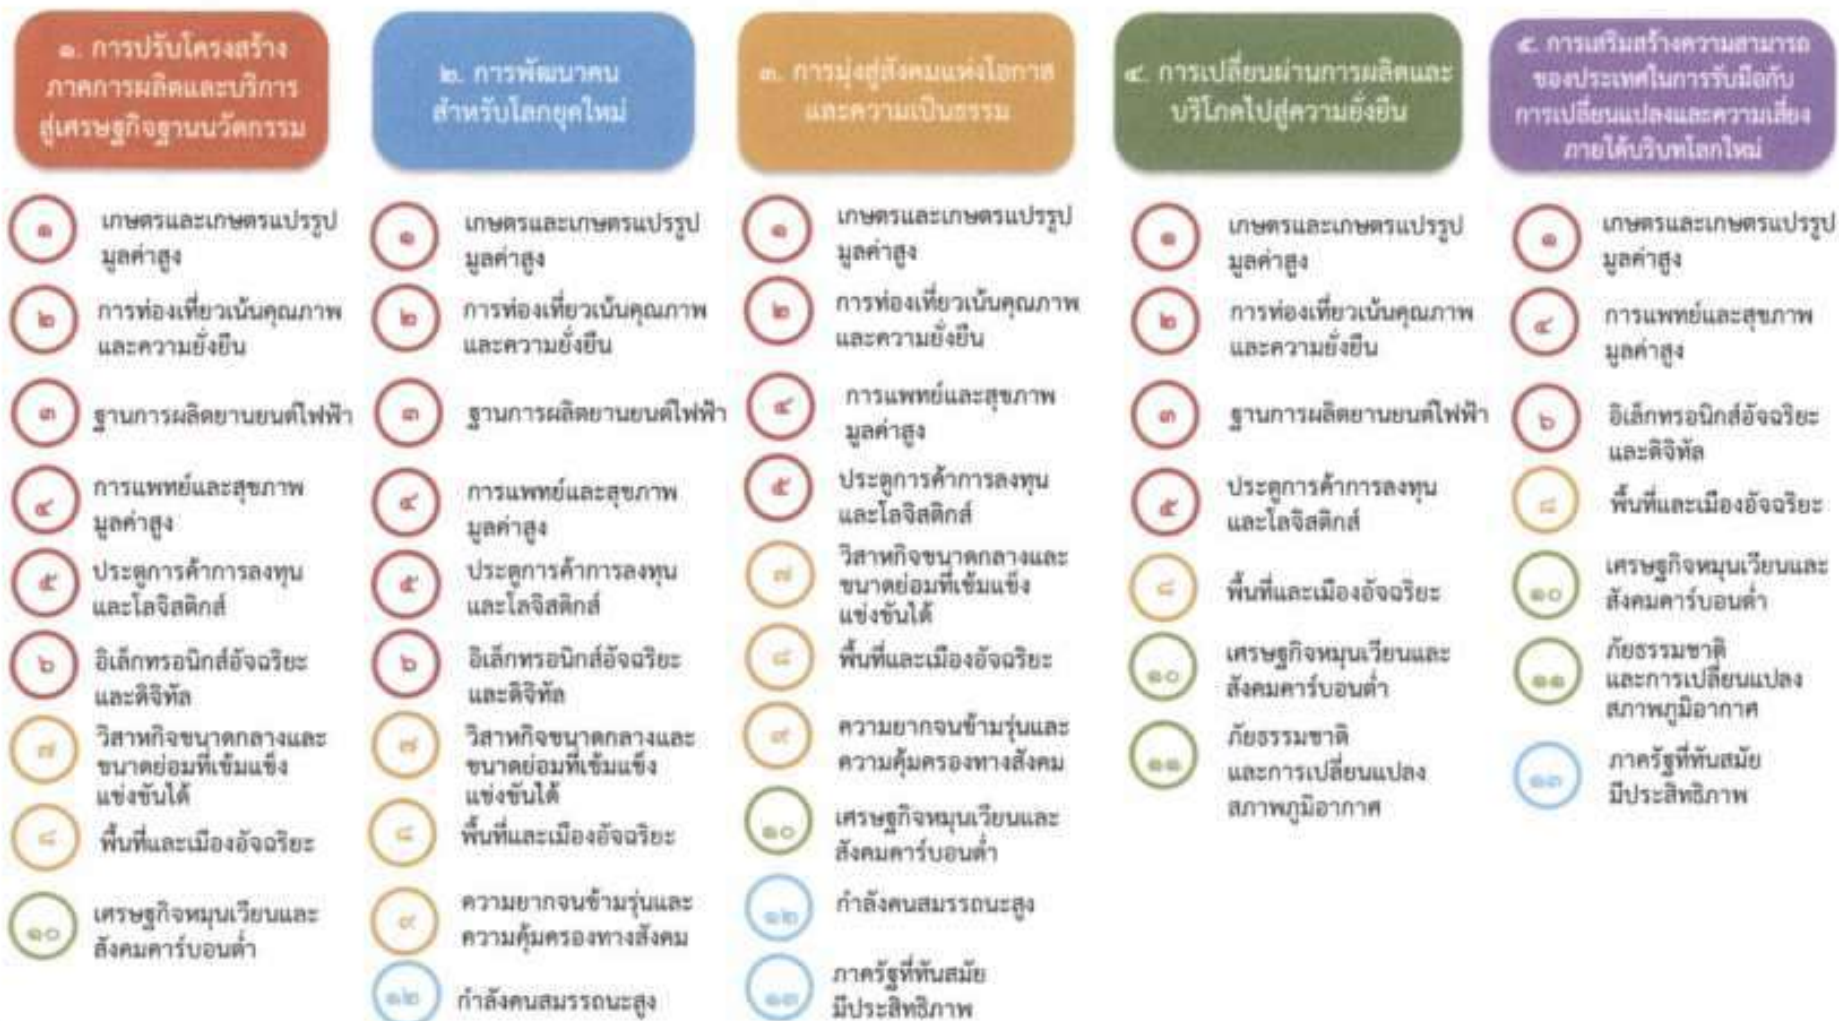 ๑. การปรับโครงสร้าง
ภาคการผลิตและบริการ
สู่เศรษฐกิจฐานนวัตกรรม
๑
เกษตรและเกษตรแปรรูป
มูลค่าสูง
๒
การท่องเที่ยวเน้นคุณภาพ
และความยั่งยืน
๓
ฐานการผลิตยานยนต์ไฟฟ้า
๔
การแพทย์และสุขภาพ
มูลค่าสูง
๕
ประตูการค้าการลงทุน
และโลจิสติกส์
๖
อิเล็กทรอนิกส์อัจฉริยะ
และดิจิทัล
๗
วิสาหกิจขนาดกลางและ
ขนาดย่อมที่เข้มแข็ง
แข่งขันได้
๘
พื้นที่และเมืองอัจฉริยะ
๑๐
เศรษฐกิจหมุนเวียนและ
สังคมคาร์บอนต่ำ
๒. การพัฒนาคน
สำหรับโลกยุคใหม่
๑
เกษตรและเกษตรแปรรูป
มูลค่าสูง
๒
การท่องเที่ยวเน้นคุณภาพ
และความยั่งยืน
๓
ฐานการผลิตยานยนต์ไฟฟ้า
๔
การแพทย์และสุขภาพ
มูลค่าสูง
๕
ประตูการค้าการลงทุน
และโลจิสติกส์
๖
อิเล็กทรอนิกส์อัจฉริยะ
และดิจิทัล
๗
วิสาหกิจขนาดกลางและ
ขนาดย่อมที่เข้มแข็ง
แข่งขันได้
๘
พื้นที่และเมืองอัจฉริยะ
๙
ความยากจนข้ามรุ่นและ
ความคุ้มครองทางสังคม
๑๒
กำลังคนสมรรถนะสูง
๓. การมุ่งสู่สังคมแห่งโอกาส
และความเป็นธรรม
๑
เกษตรและเกษตรแปรรูป
มูลค่าสูง
๒
การท่องเที่ยวเน้นคุณภาพ
และความยั่งยืน
๔
การแพทย์และสุขภาพ
มูลค่าสูง
๕
ประตูการค้าการลงทุน
และโลจิสติกส์
๗
วิสาหกิจขนาดกลางและ
ขนาดย่อมที่เข้มแข็ง
แข่งขันได้
๘
พื้นที่และเมืองอัจฉริยะ
๙
ความยากจนข้ามรุ่นและ
ความคุ้มครองทางสังคม
๑๐
เศรษฐกิจหมุนเวียนและ
สังคมคาร์บอนต่ำ
๑๒
กำลังคนสมรรถนะสูง
๑๓
ภาครัฐที่ทันสมัย
มีประสิทธิภาพ
๔. การเปลี่ยนผ่านการผลิตและ
บริโภคไปสู่ความยั่งยืน
๑
เกษตรและเกษตรแปรรูป
มูลค่าสูง
๒
การท่องเที่ยวเน้นคุณภาพ
และความยั่งยืน
๓
ฐานการผลิตยานยนต์ไฟฟ้า
๕
ประตูการค้าการลงทุน
และโลจิสติกส์
๘
พื้นที่และเมืองอัจฉริยะ
๑๐
เศรษฐกิจหมุนเวียนและ
สังคมคาร์บอนต่ำ
๑๑
ภัยธรรมชาติ
และการเปลี่ยนแปลง
สภาพภูมิอากาศ
๕. การเสริมสร้างความสามารถ
ของประเทศในการรับมือกับ
การเปลี่ยนแปลงและความเสี่ยง
ภายใต้บริบทโลกใหม่
๑
เกษตรและเกษตรแปรรูป
มูลค่าสูง
๔
การแพทย์และสุขภาพ
มูลค่าสูง
๖
อิเล็กทรอนิกส์อัจฉริยะ
และดิจิทัล
๘
พื้นที่และเมืองอัจฉริยะ
๑๐
เศรษฐกิจหมุนเวียนและ
สังคมคาร์บอนต่ำ
๑๑
ภัยธรรมชาติ
และการเปลี่ยนแปลง
สภาพภูมิอากาศ
๑๓
ภาครัฐที่ทันสมัย
มีประสิทธิภาพ